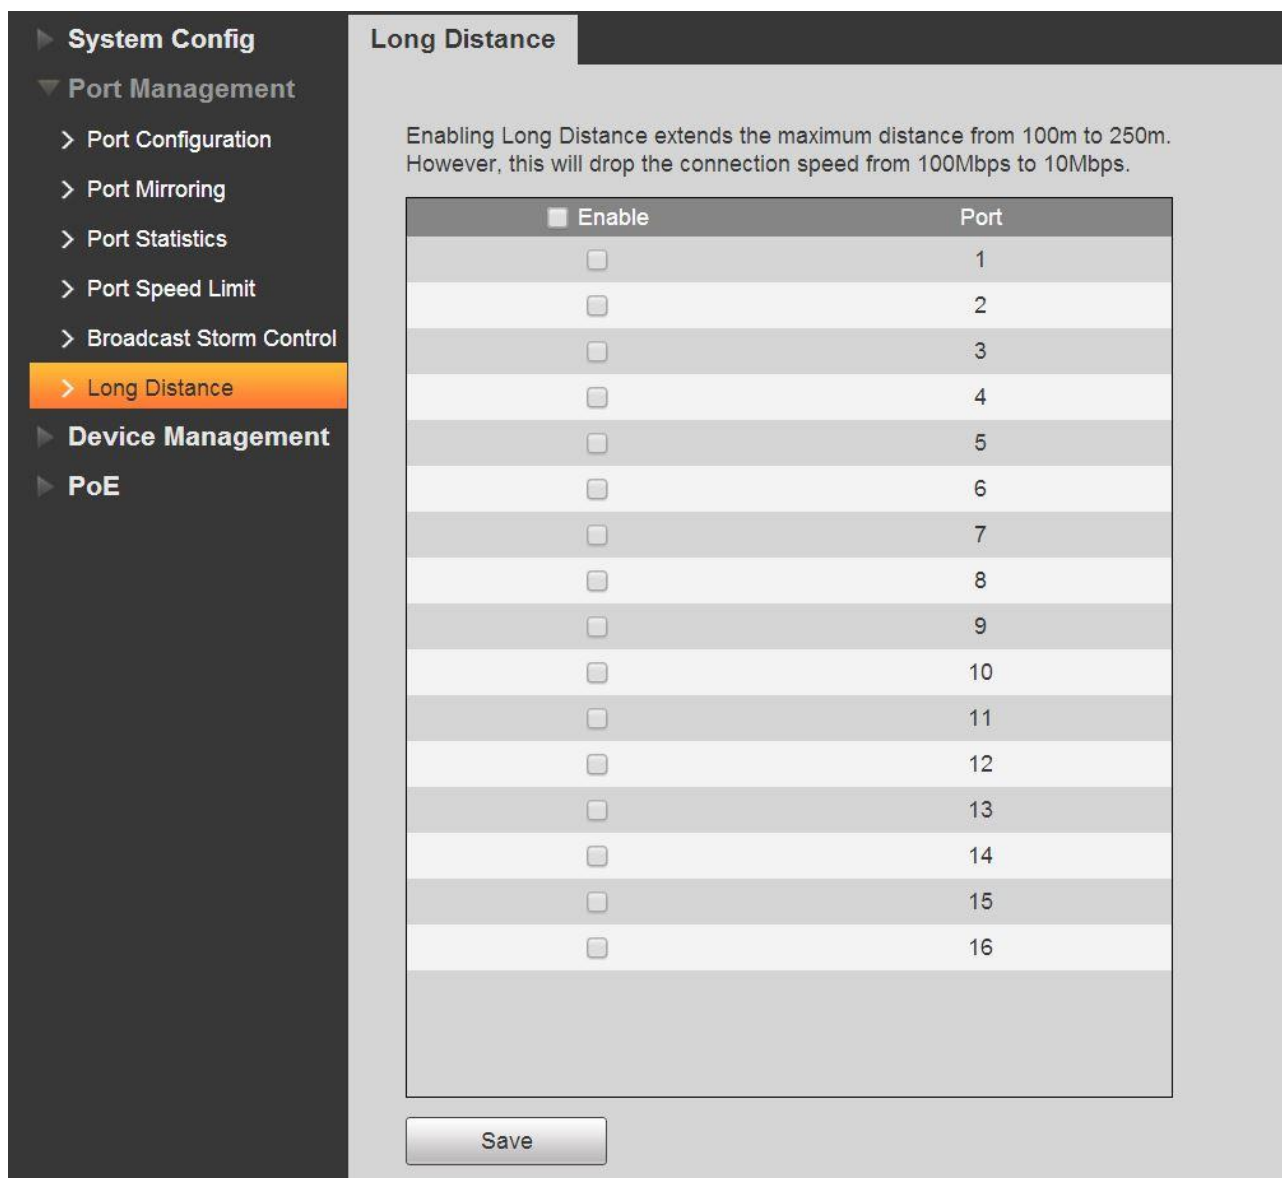 System Config
Port Management
Port Configuration
Port Mirroring
Port Statistics
Port Speed Limit
Broadcast Storm Control
Long Distance
Device Management
PoE
Long Distance
Enabling Long Distance extends the maximum distance from 100m to 250m.
However, this will drop the connection speed from 100Mbps to 10Mbps.
Enable Port
1
2
3
4
5
6
7
8
9
10
11
12
13
14
15
16
Save